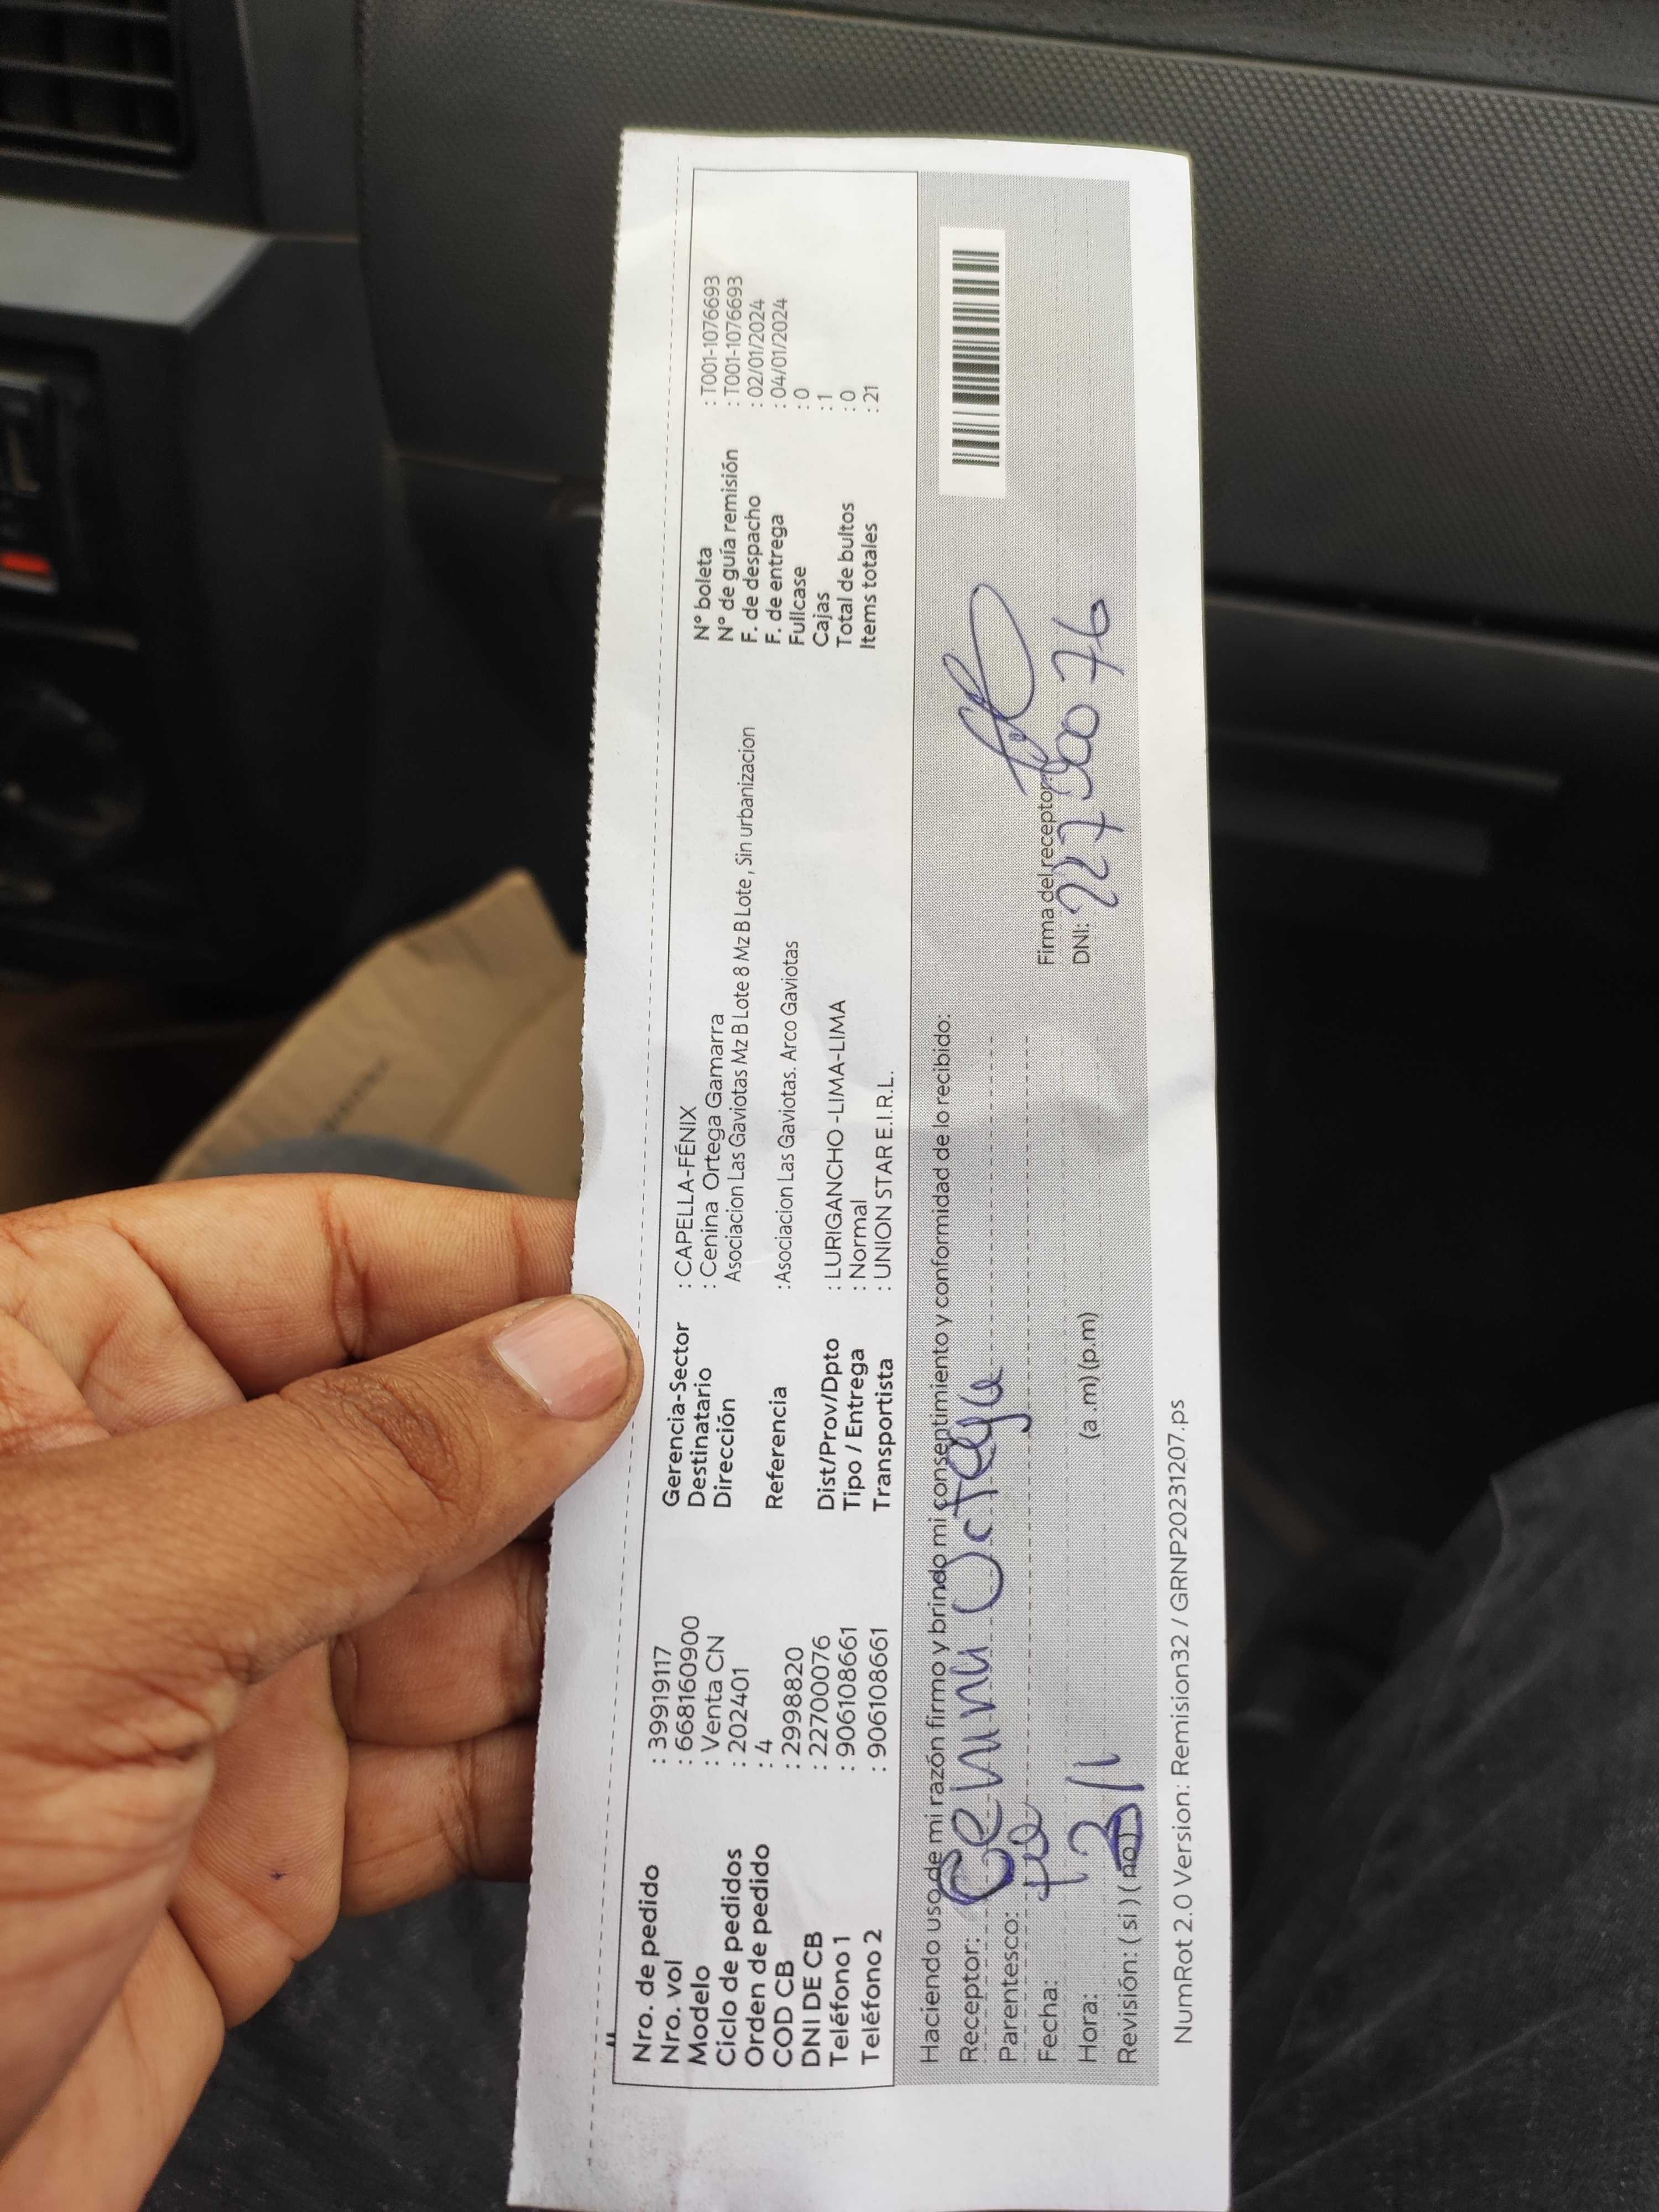 Nro. de pedido : 39919117
Nro. vol : 668160900
Modelo : Venta CN
Ciclo de pedidos : 202401
Orden de pedido : 4
COD CB : 2998820
DNI DE CB : 22700076
Teléfono 1 : 906108661
Teléfono 2 : 906108661
Gerencia-Sector : CAPELLA-FÉNIX
Destinatario : Cenina Ortega Gamarra
Dirección Asociacion Las Gaviotas Mz B Lote 8 Mz B Lote , Sin urbanizacion
Referencia :Asociacion Las Gaviotas. Arco Gaviotas
Dist/Prov/Dpto : LURIGANCHO -LIMA-LIMA
Tipo / Entrega : Normal
Transportista : UNION STAR E.I.R.L.
N° boleta : T001-1076693
N° de guía remisión : T001-1076693
F. de despacho : 02/01/2024
F. de entrega : 04/01/2024
Fullcase : 0
Cajas : 1
Total de bultos : 0
Items totales : 21
Haciendo uso de mi razón firmo y brindo mi consentimiento y conformidad de lo recibido:
Receptor:
Parentesco:
Fecha:
Hora: (a .m) (p.m)
Revisión: ( si ) ( no )
Firma del receptor:
DNI: 22700076
NumRot 2.0 Version: Remision32 / GRNP20231207.ps